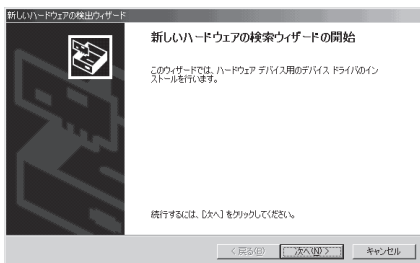 新しいハードウェアの検出ウィザード
新しいハードウェアの検索ウィザードの開始
このウィザードでは、ハードウェア デバイス用のデバイス ドライバのイン
ストールを行います。
続行するには、[次へ] をクリックしてください。
< 戻る(B)
次へ(N) >
キャンセル